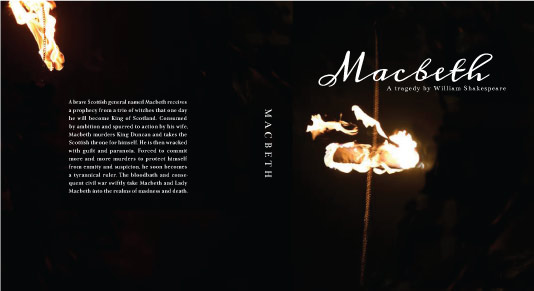 A brave Scottish general named Macbeth receives
a prophecy from a trio of witches that one day
he will become King of Scotland. Consumed
by ambition and spurred to action by his wife,
Macbeth murders King Duncan and takes the
Scottish throne for himself. He is then wracked
with guilt and paranoia. Forced to commit
more and more murders to protect himself
from enmity and suspicion, he soon becomes
a tyrannical ruler. The bloodbath and conse-
quent civil war swiftly take Macbeth and Lady
Macbeth into the realms of madness and death.
MACBETH
Macbeth
A tragedy by William Shakespeare